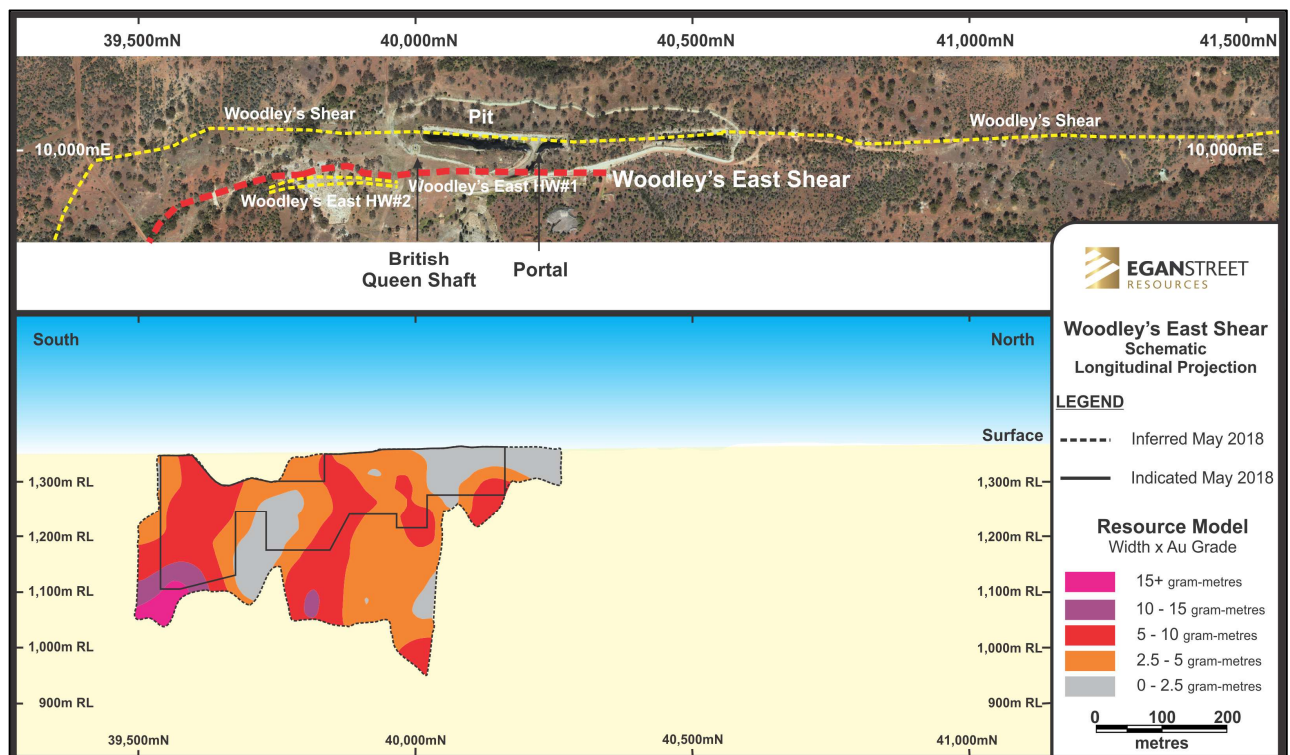 39,500mN 40,000mN 40,500mN 41,000mN 41,500mN
Woodley's Shear
Pit
Woodley's Shear
10,000mE
10,000mE
Woodley's East HW#1
Woodley's East Shear
Woodley's East HW#2
British
Queen Shaft
Portal
EGANSTREET
RESOURCES
Woodley's East Shear
Schematic
Longitudinal Projection
LEGEND
Inferred May 2018
Indicated May 2018
Resource Model
Width x Au Grade
15+ gram-metres
10 - 15 gram-metres
5 - 10 gram-metres
2.5 - 5 gram-metres
0 - 2.5 gram-metres
0 100 200
metres
South
North
Surface
1,300m RL
1,300m RL
1,200m RL
1,200m RL
1,100m RL
1,100m RL
1,000m RL
1,000m RL
900m RL
900m RL
39,500mN 40,000mN 40,500mN 41,000mN